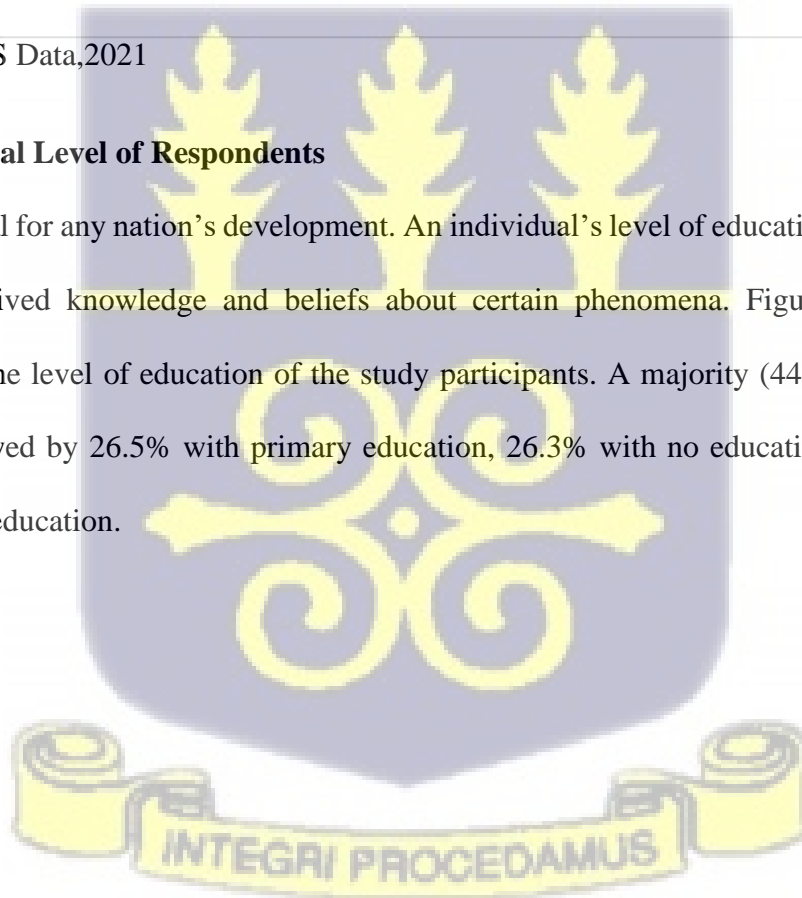 S Data,2021
al Level of Respondents
l for any nation’s development. An individual’s level of educati
ived knowledge and beliefs about certain phenomena. Figu
he level of education of the study participants. A majority (44
ved by 26.5% with primary education, 26.3% with no educati
education.
INTEGRI PROCEDAMUS